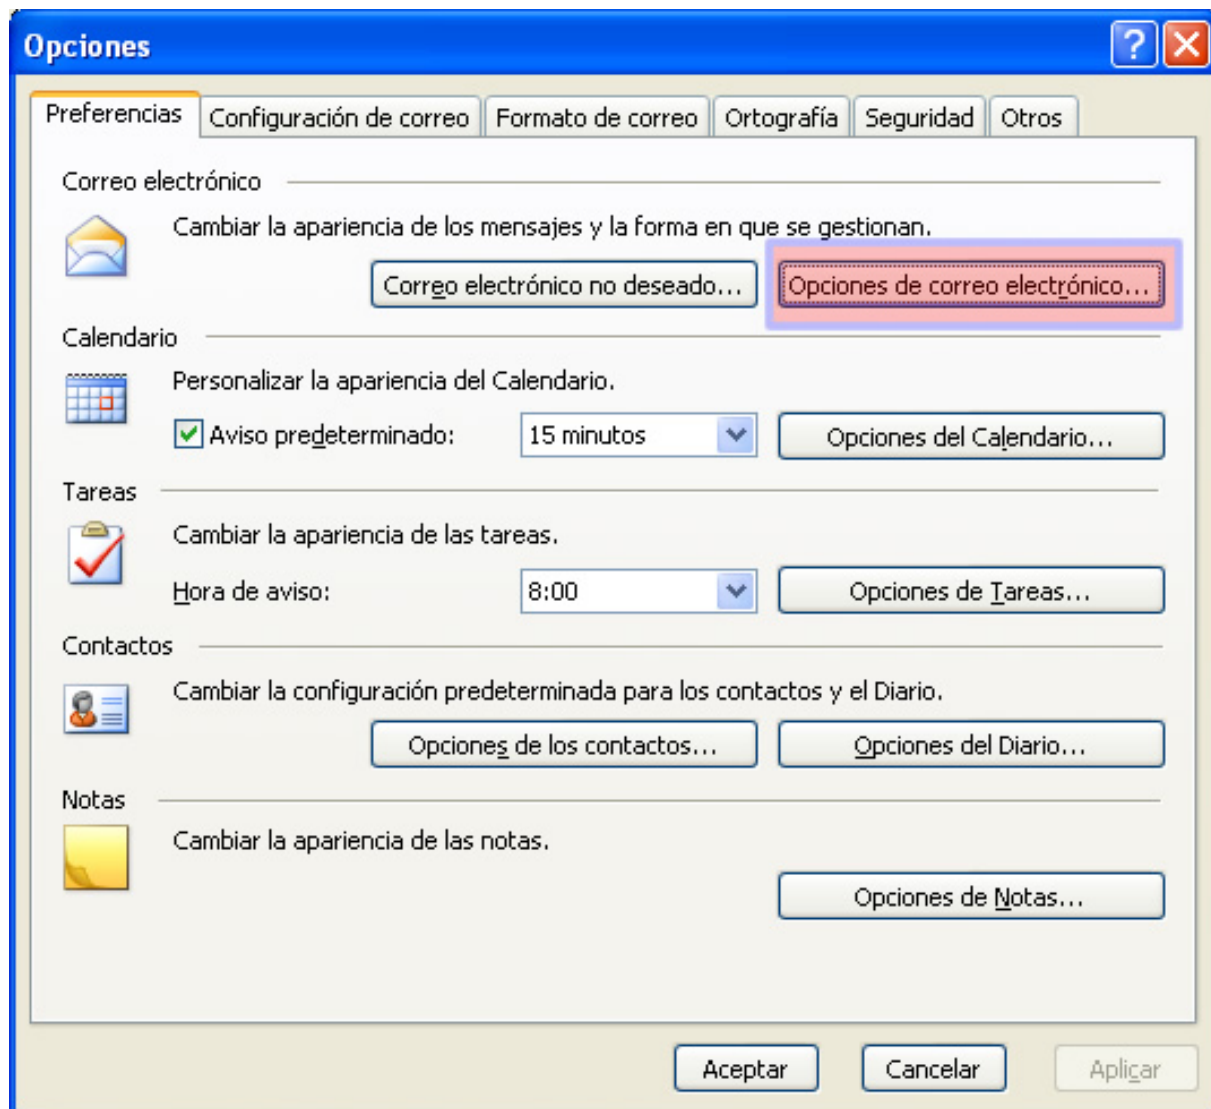 Opciones
Preferencias Configuración de correo Formato de correo Ortografía Seguridad Otros
Correo electrónico
Cambiar la apariencia de los mensajes y la forma en que se gestionan.
Correo electrónico no deseado... Opciones de correo electrónico...
Calendario
Personalizar la apariencia del Calendario.
Aviso predeterminado: 15 minutos Opciones del Calendario...
Tareas
Cambiar la apariencia de las tareas.
Hora de aviso: 8:00 Opciones de Tareas...
Contactos
Cambiar la configuración predeterminada para los contactos y el Diario.
Opciones de los contactos... Opciones del Diario...
Notas
Cambiar la apariencia de las notas.
Opciones de Notas...
Aceptar Cancelar Aplicar